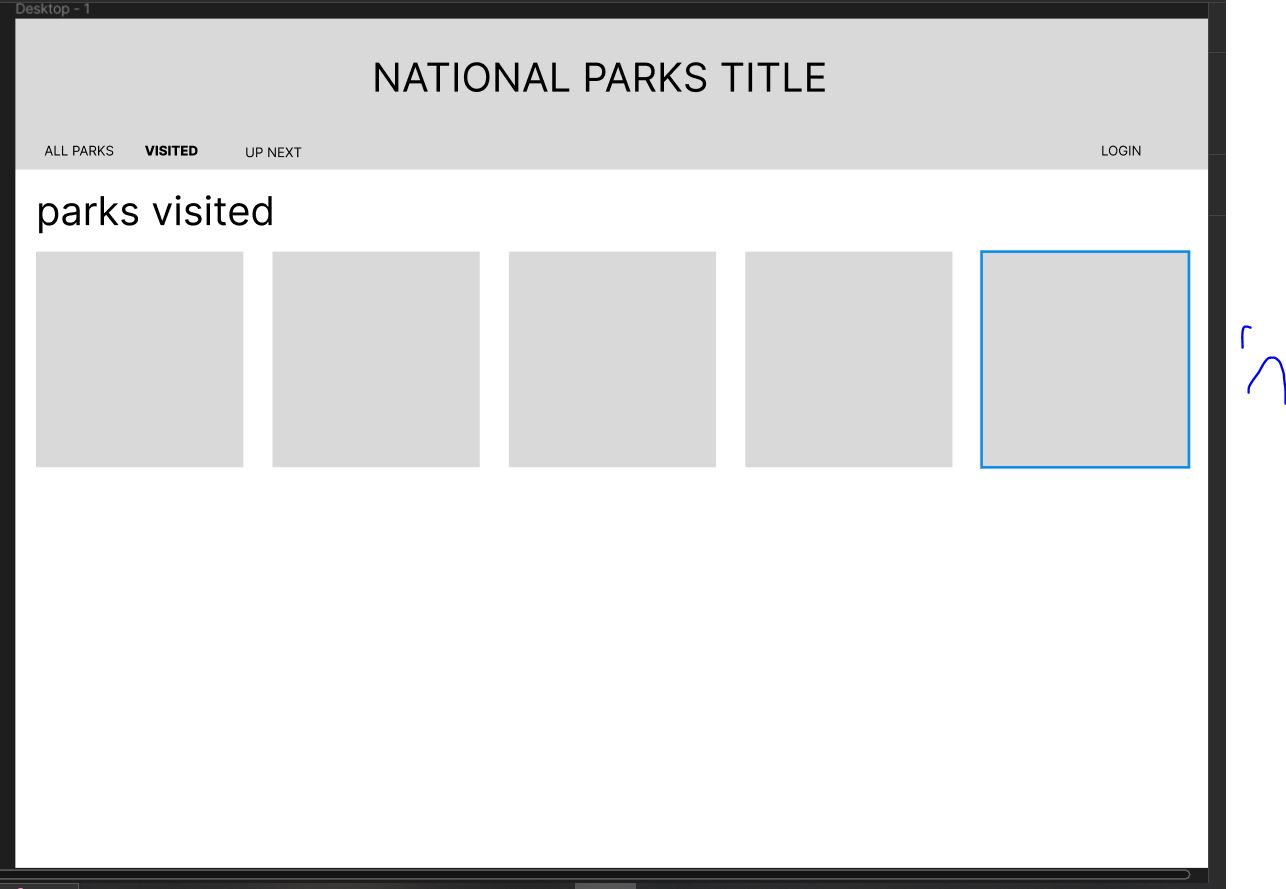 Desktop - 1
NATIONAL PARKS TITLE
ALL PARKS VISITED UP NEXT LOGIN
parks visited